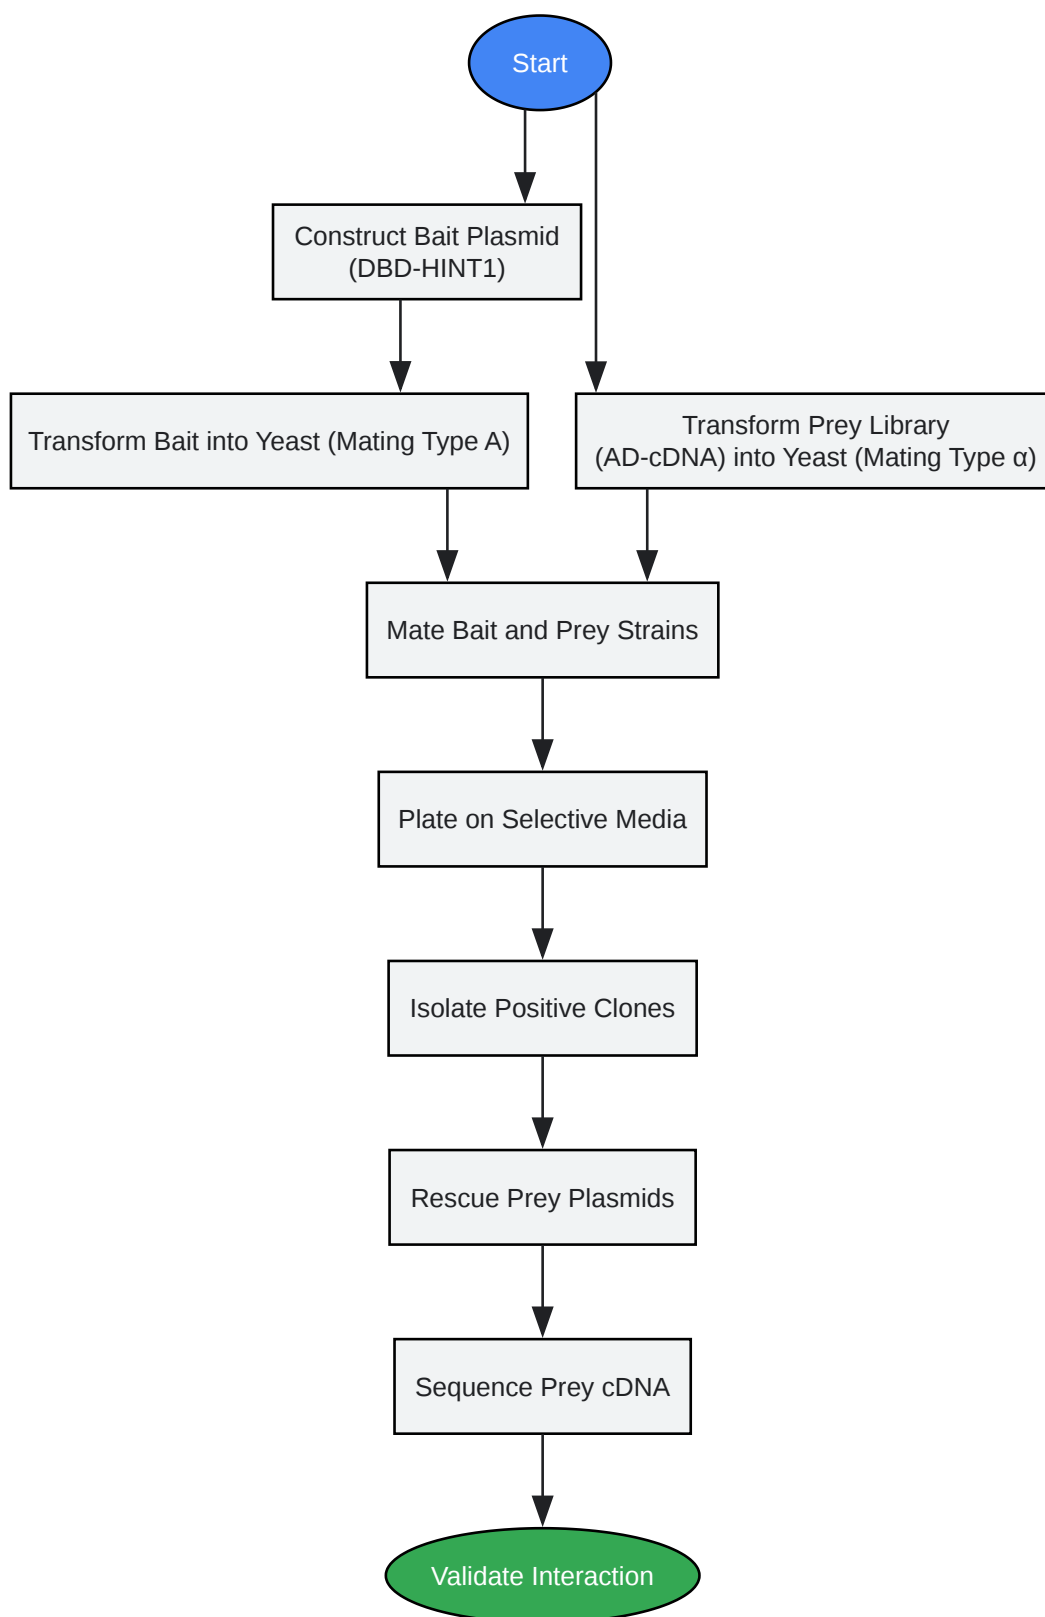 Start
Construct Bait Plasmid
(DBD-HINT1)
Transform Bait into Yeast (Mating Type A)
Transform Prey Library
(AD-cDNA) into Yeast (Mating Type α)
Mate Bait and Prey Strains
Plate on Selective Media
Isolate Positive Clones
Rescue Prey Plasmids
Sequence Prey cDNA
Validate Interaction